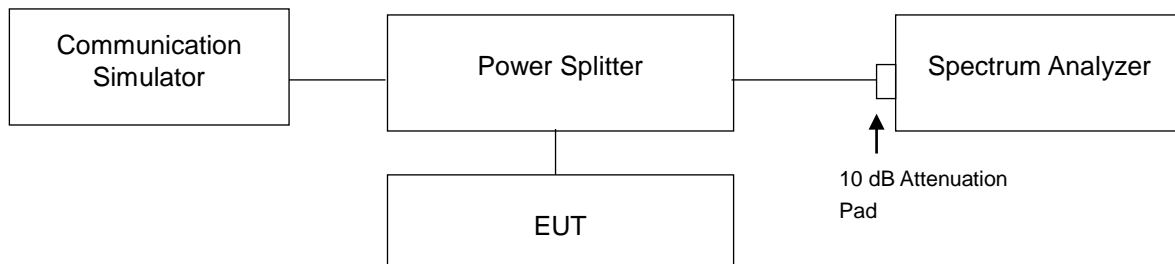 Communication
Simulator
Power Splitter
Spectrum Analyzer
10 dB Attenuation
Pad
EUT